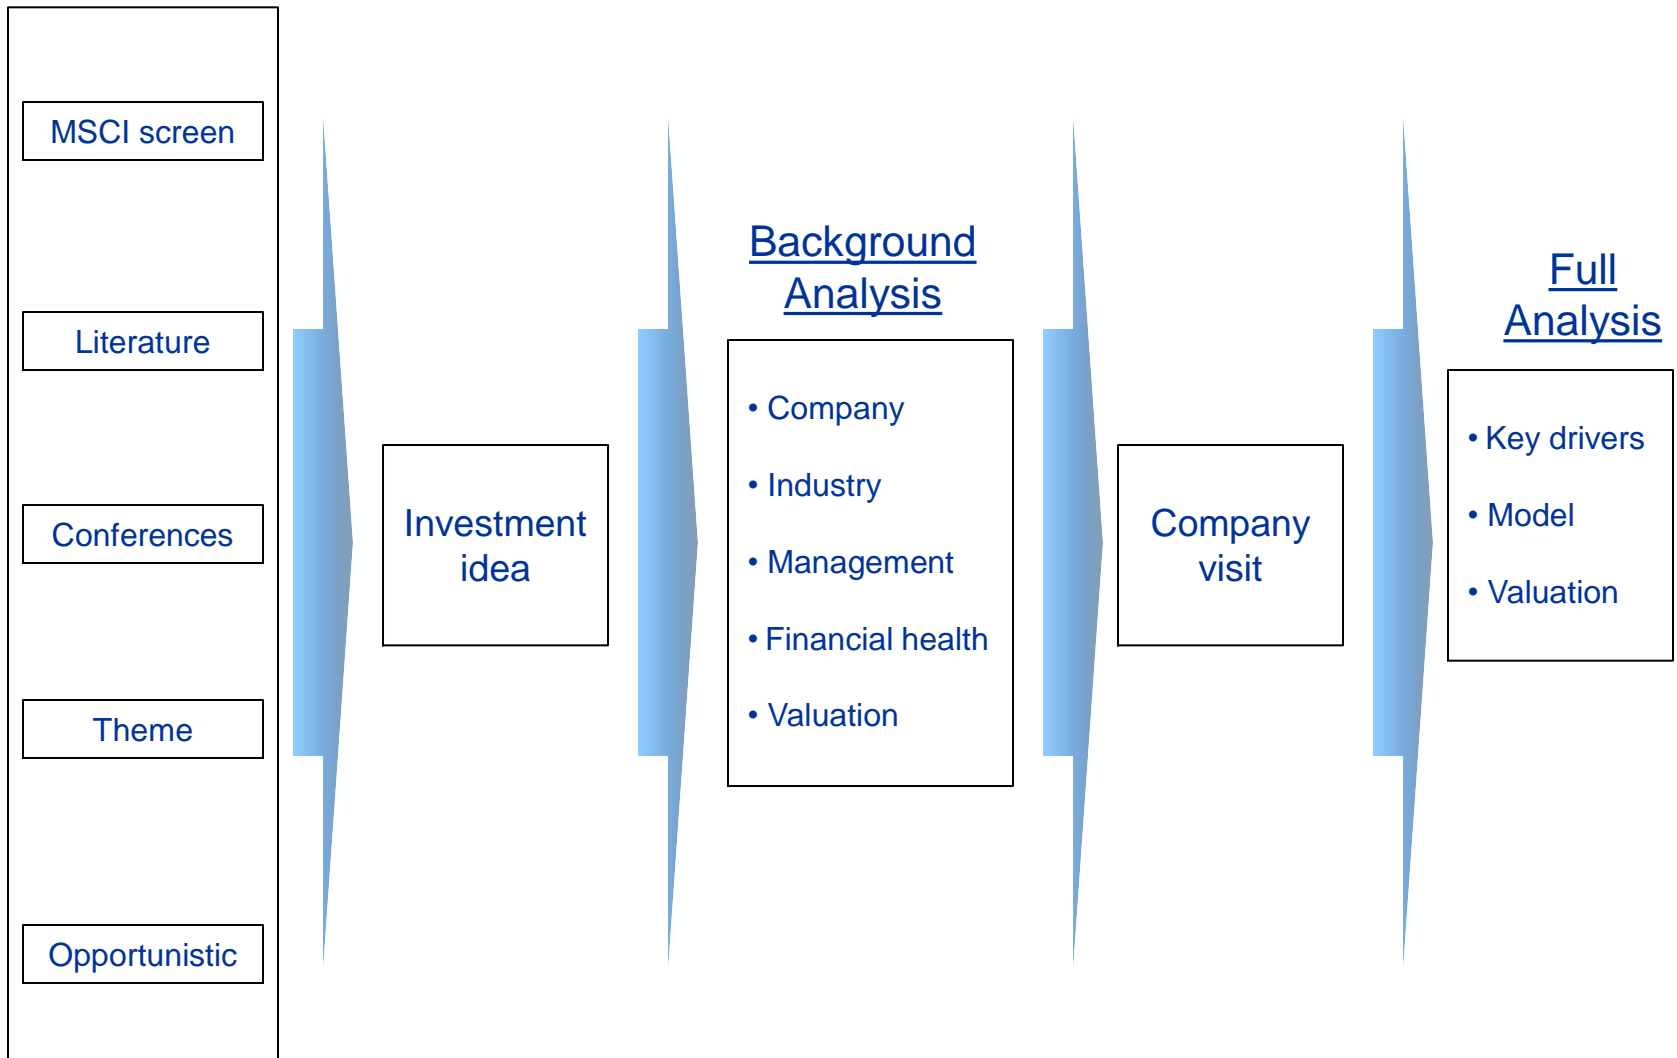 MSCI screen
Literature
Conferences
Theme
Opportunistic
Investment
idea
Background
Analysis
• Company
• Industry
• Management
• Financial health
• Valuation
Company
visit
Full
Analysis
• Key drivers
• Model
• Valuation